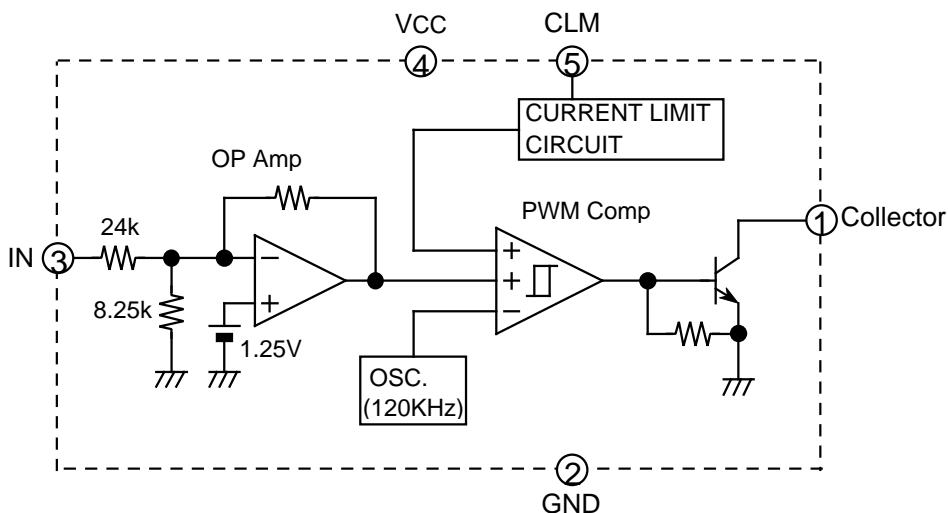 VCC
CLM
4
5
CURRENT LIMIT
CIRCUIT
OP Amp
PWM Comp
1
Collector
24k
IN
3
−
+
+
+
−
8.25k
1.25V
OSC.
(120KHz)
2
GND